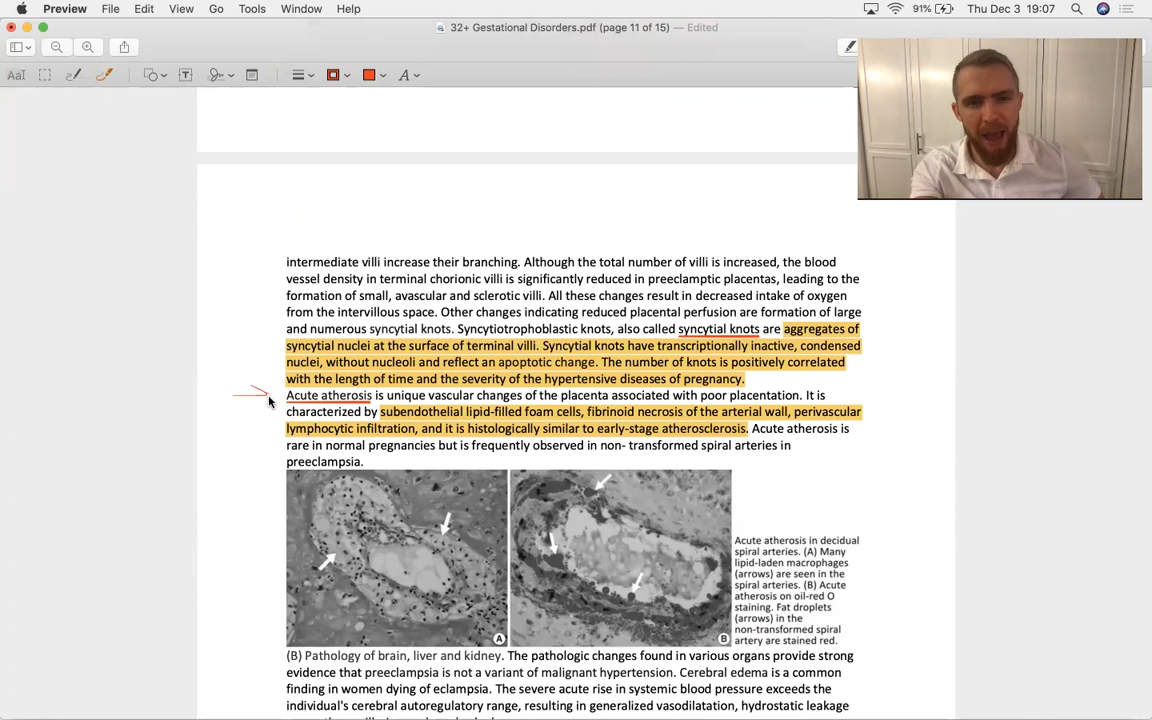 Preview File Edit View Go Tools Window Help 91% Thu Dec 3 19:07
32+ Gestational Disorders.pdf (page 11 of 15) — Edited
intermediate villi increase their branching. Although the total number of villi is increased, the blood
vessel density in terminal chorionic villi is significantly reduced in preeclamptic placentas, leading to the
formation of small, avascular and sclerotic villi. All these changes result in decreased intake of oxygen
from the intervillous space. Other changes indicating reduced placental perfusion are formation of large
and numerous syncytial knots. Syncytiotrophoblastic knots, also called syncytial knots are aggregates of
syncytial nuclei at the surface of terminal villi. Syncytial knots have transcriptionally inactive, condensed
nuclei, without nucleoli and reflect an apoptotic change. The number of knots is positively correlated
with the length of time and the severity of the hypertensive diseases of pregnancy.
Acute atherosis is unique vascular changes of the placenta associated with poor placentation. It is
characterized by subendothelial lipid-filled foam cells, fibrinoid necrosis of the arterial wall, perivascular
lymphocytic infiltration, and it is histologically similar to early-stage atherosclerosis. Acute atherosis is
rare in normal pregnancies but is frequently observed in non- transformed spiral arteries in
preeclampsia.
A
B
Acute atherosis in decidual
spiral arteries. (A) Many
lipid-laden macrophages
(arrows) are seen in the
spiral arteries. (B) Acute
atherosis on oil-red O
staining. Fat droplets
(arrows) in the
non-transformed spiral
artery are stained red.
(B) Pathology of brain, liver and kidney. The pathologic changes found in various organs provide strong
evidence that preeclampsia is not a variant of malignant hypertension. Cerebral edema is a common
finding in women dying of eclampsia. The severe acute rise in systemic blood pressure exceeds the
individual's cerebral autoregulatory range, resulting in generalized vasodilatation, hydrostatic leakage